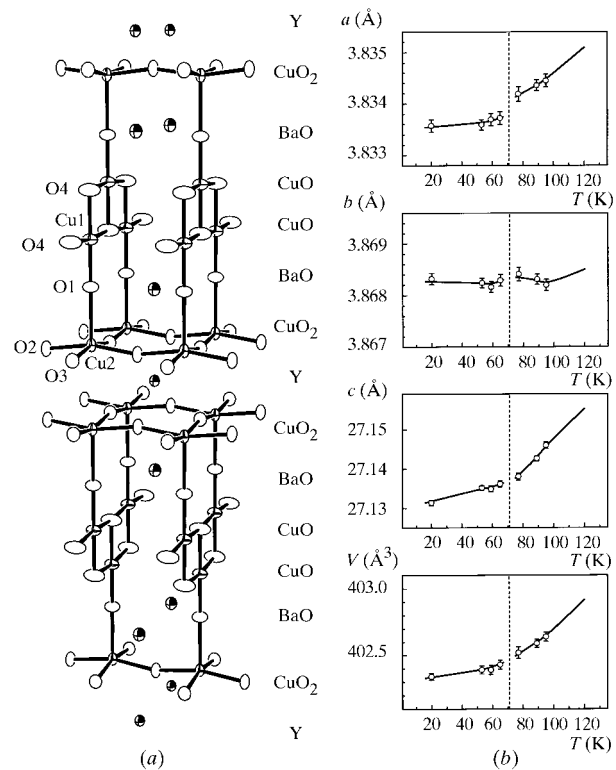 Y
CuO2
BaO
CuO
CuO
BaO
CuO2
Y
CuO2
BaO
CuO
CuO
BaO
CuO2
Y
O4
Cu1
O4
O1
O2
Cu2
O3
(a)
a (Å)
3.835
3.834
3.833
20 40 60 80 100 120
T (K)
b (Å)
3.869
3.868
3.867
20 40 60 80 100 120
T (K)
c (Å)
27.15
27.14
27.13
20 40 60 80 100 120
T (K)
V (Å3)
403.0
402.5
20 40 60 80 100 120
T (K)
(b)